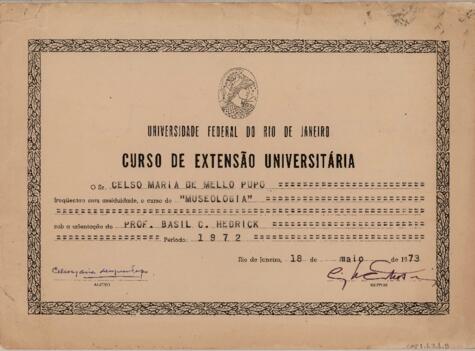 UNIVERSIDADE FEDERAL DO RIO DE JANEIRO
CURSO DE EXTENSÃO UNIVERSITÁRIA
O Sr. CELSO MARIA DE MELLO PUPO
freqüentou com assiduidade, o curso de "MUSEOLOGIA"
sob a orientação do PROF. BASIL C. HEDRICK
Período: 1972
Rio de Janeiro, 18 de maio de 1973
ALUNO
REITOR